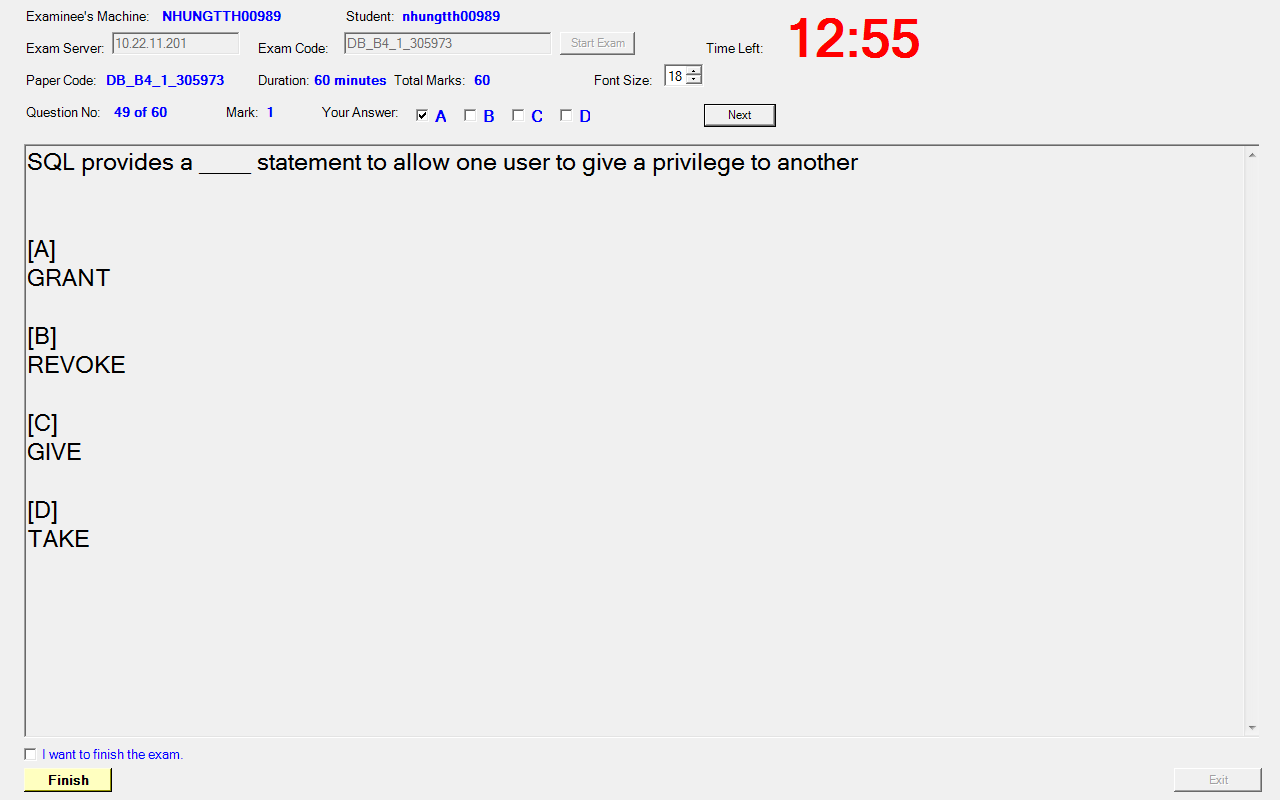 Examinee's Machine: NHUNGTTH00989 Student: nhungtth00989
Exam Server: 10.22.11.201 Exam Code: DB_B4_1_305973 Start Exam Time Left: 12:55
Paper Code: DB_B4_1_305973 Duration: 60 minutes Total Marks: 60 Font Size: 18
Question No: 49 of 60 Mark: 1 Your Answer: A B C D Next
SQL provides a ____ statement to allow one user to give a privilege to another
[A]
GRANT
[B]
REVOKE
[C]
GIVE
[D]
TAKE
I want to finish the exam.
Finish Exit